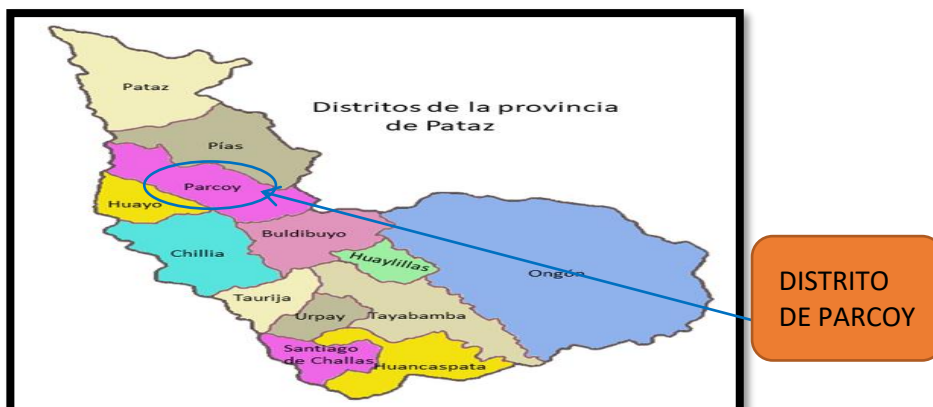 Pataz
Distritos de la provincia
de Pataz
Pías
Parcoy
Huayo
Buldibuyo
Chillia
Huaylillas
Ongón
DISTRITO
DE PARCOY
Taurija
Urpay
Tayabamba
Santiago
de Challas
Huancaspata